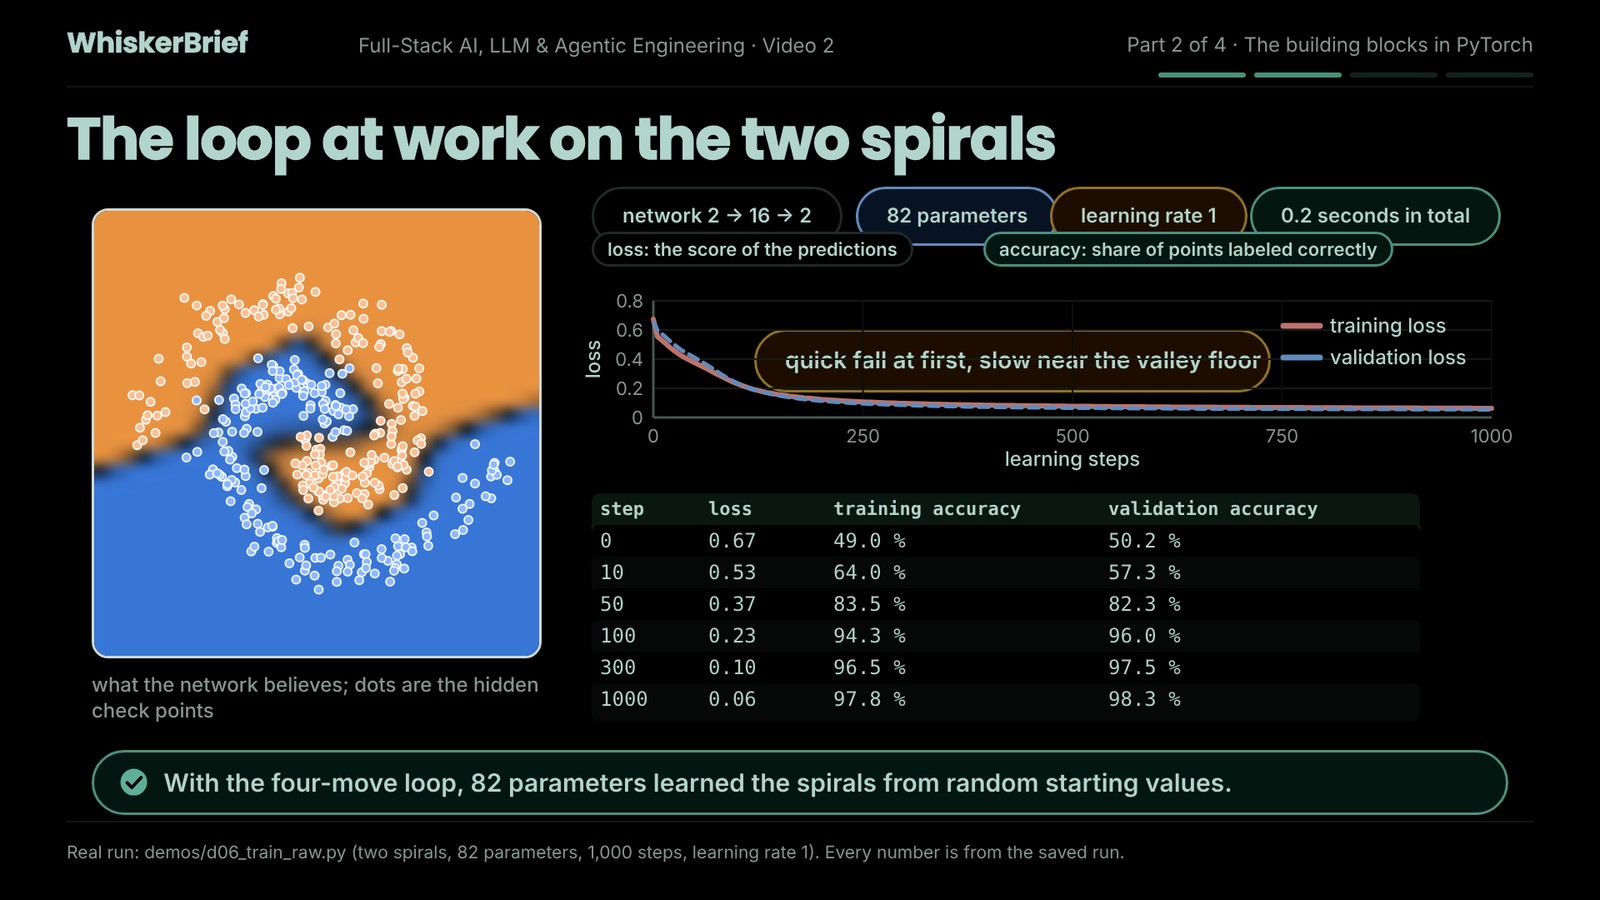 WhiskerBrief
Full-Stack AI, LLM & Agentic Engineering · Video 2
Part 2 of 4 · The building blocks in PyTorch
The loop at work on the two spirals
network 2 → 16 → 2
82 parameters
learning rate 1
0.2 seconds in total
loss: the score of the predictions
accuracy: share of points labeled correctly
0.8
0.6
0.4
0.2
0
loss
quick fall at first, slow near the valley floor
training loss
validation loss
0 250 500 750 1000
learning steps
step loss training accuracy validation accuracy
0 0.67 49.0 % 50.2 %
10 0.53 64.0 % 57.3 %
50 0.37 83.5 % 82.3 %
100 0.23 94.3 % 96.0 %
300 0.10 96.5 % 97.5 %
1000 0.06 97.8 % 98.3 %
what the network believes; dots are the hidden
check points
With the four-move loop, 82 parameters learned the spirals from random starting values.
Real run: demos/d06_train_raw.py (two spirals, 82 parameters, 1,000 steps, learning rate 1). Every number is from the saved run.